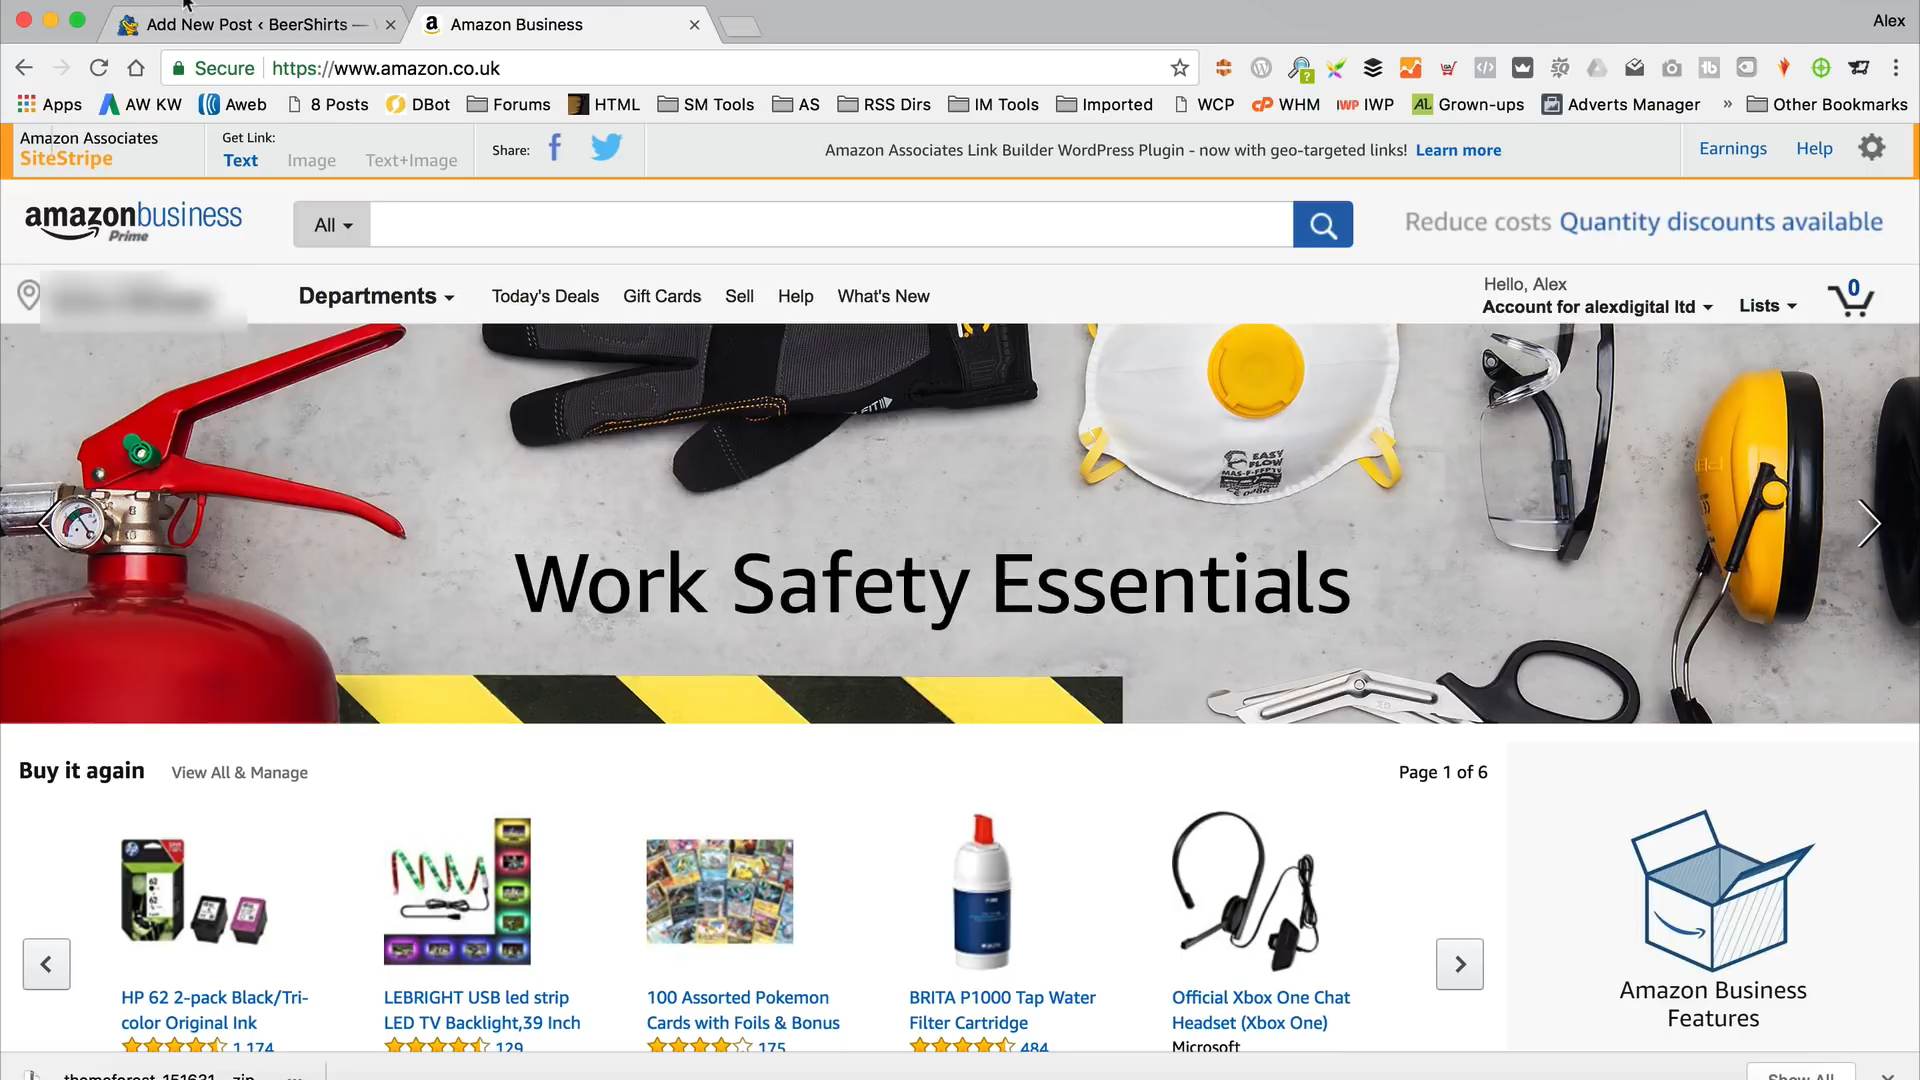 Add New Post ‹ BeerShirts —
Amazon Business
Alex
Secure
https://www.amazon.co.uk
Apps
AW KW
Aweb
8 Posts
DBot
Forums
HTML
SM Tools
AS
RSS Dirs
IM Tools
Imported
WCP
WHM
IWP
Grown-ups
Adverts Manager
»
Other Bookmarks
Amazon Associates
SiteStripe
Get Link:
Text
Image
Text+Image
Share:
Amazon Associates Link Builder WordPress Plugin - now with geo-targeted links! Learn more
Earnings
Help
amazonbusiness
Prime
All
Reduce costs Quantity discounts available
Departments
Today's Deals
Gift Cards
Sell
Help
What's New
Hello, Alex
Account for alexdigital ltd
Lists
0
EASY
FLOW
Work Safety Essentials
Buy it again
View All & Manage
Page 1 of 6
HP 62 2-pack Black/Tri-
color Original Ink
1,174
LEBRIGHT USB led strip
LED TV Backlight,39 Inch
129
100 Assorted Pokemon
Cards with Foils & Bonus
175
BRITA P1000 Tap Water
Filter Cartridge
484
Official Xbox One Chat
Headset (Xbox One)
Microsoft
Amazon Business
Features
Show All